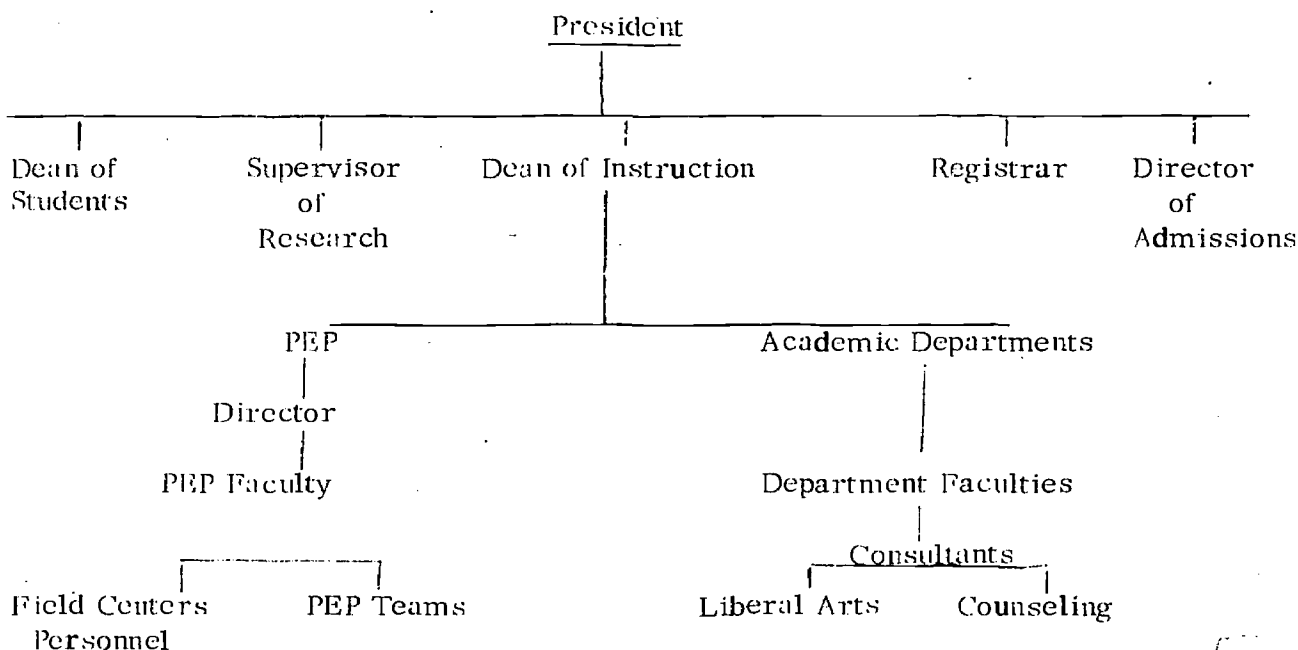 President
Dean of Students
Supervisor of Research
Dean of Instruction
Registrar
Director of Admissions
PEP
Academic Departments
Director
PEP Faculty
Department Faculties
Consultants
Field Centers Personnel
PEP Teams
Liberal Arts
Counseling